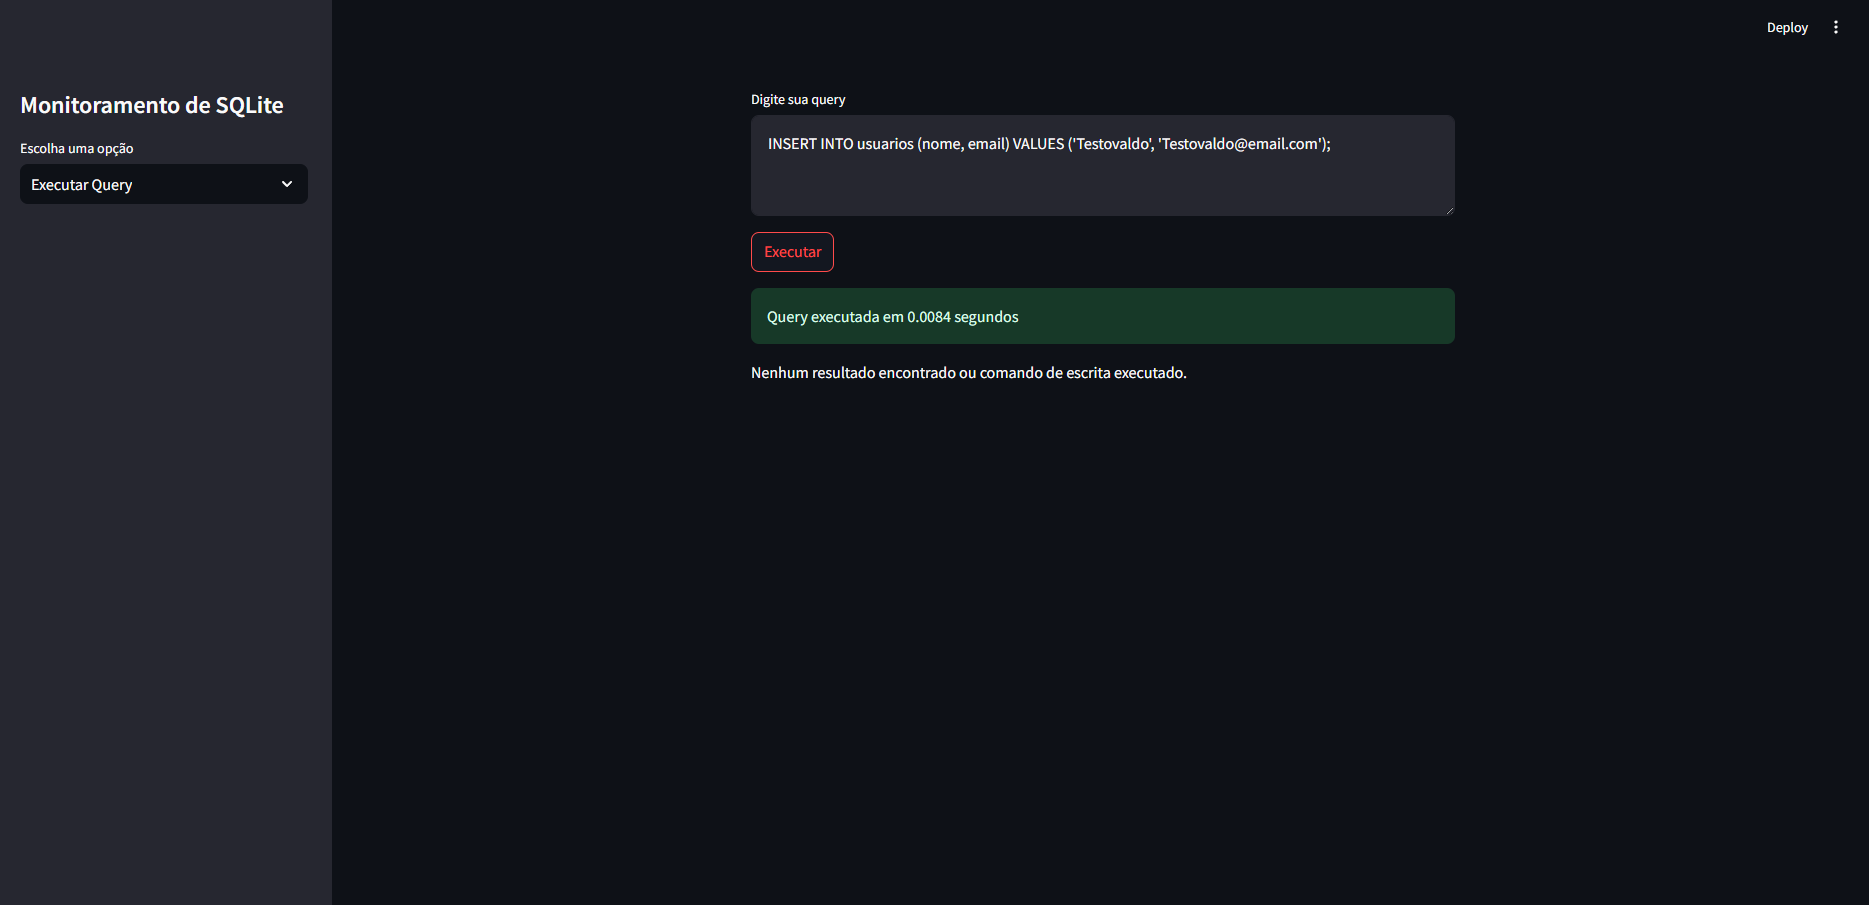 Deploy
Monitoramento de SQLite
Escolha uma opção
Executar Query
Digite sua query
INSERT INTO usuarios (nome, email) VALUES ('Testovaldo', 'Testovaldo@email.com');
Executar
Query executada em 0.0084 segundos
Nenhum resultado encontrado ou comando de escrita executado.